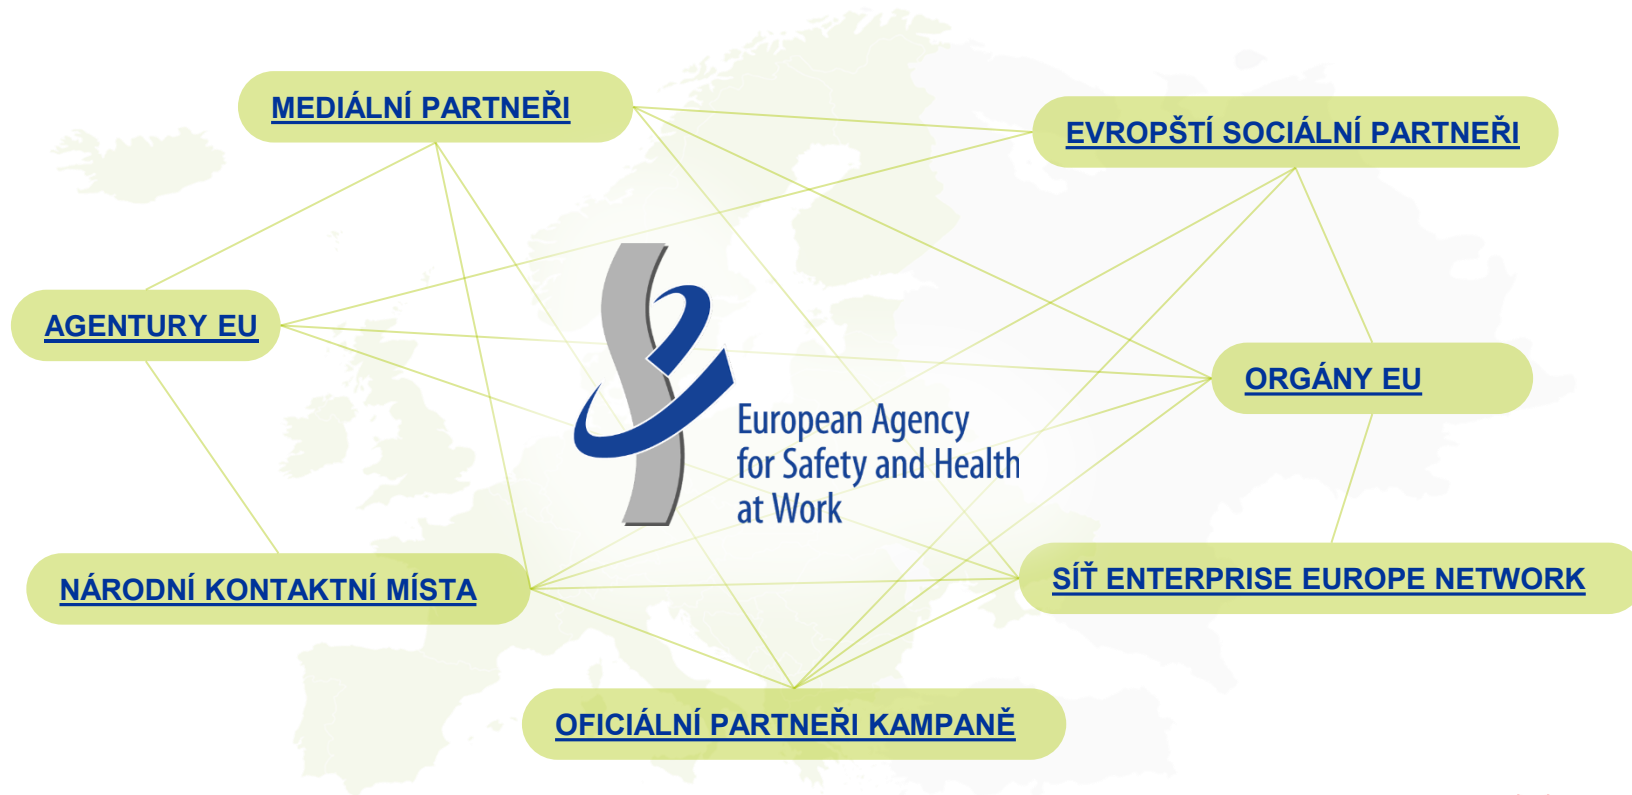 MEDIÁLNÍ PARTNEŘI
EVROPŠTÍ SOCIÁLNÍ PARTNEŘI
AGENTURY EU
ORGÁNY EU
European Agency
for Safety and Health
at Work
NÁRODNÍ KONTAKTNÍ MÍSTA
SÍŤ ENTERPRISE EUROPE NETWORK
OFICIÁLNÍ PARTNEŘI KAMPANĚ